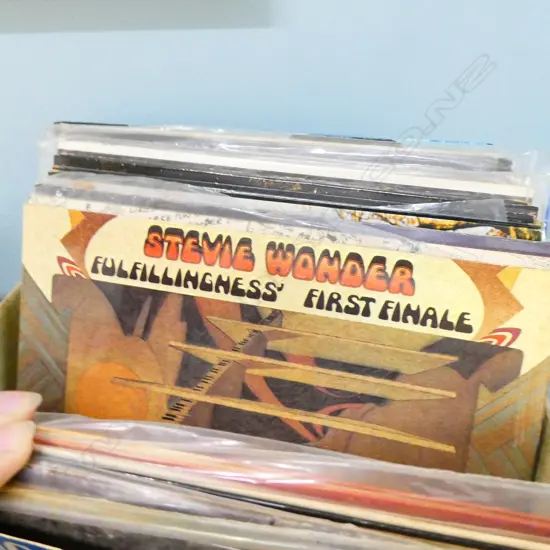 STEVIE WONDER
FULFILLINGNESS' FIRST FINALE